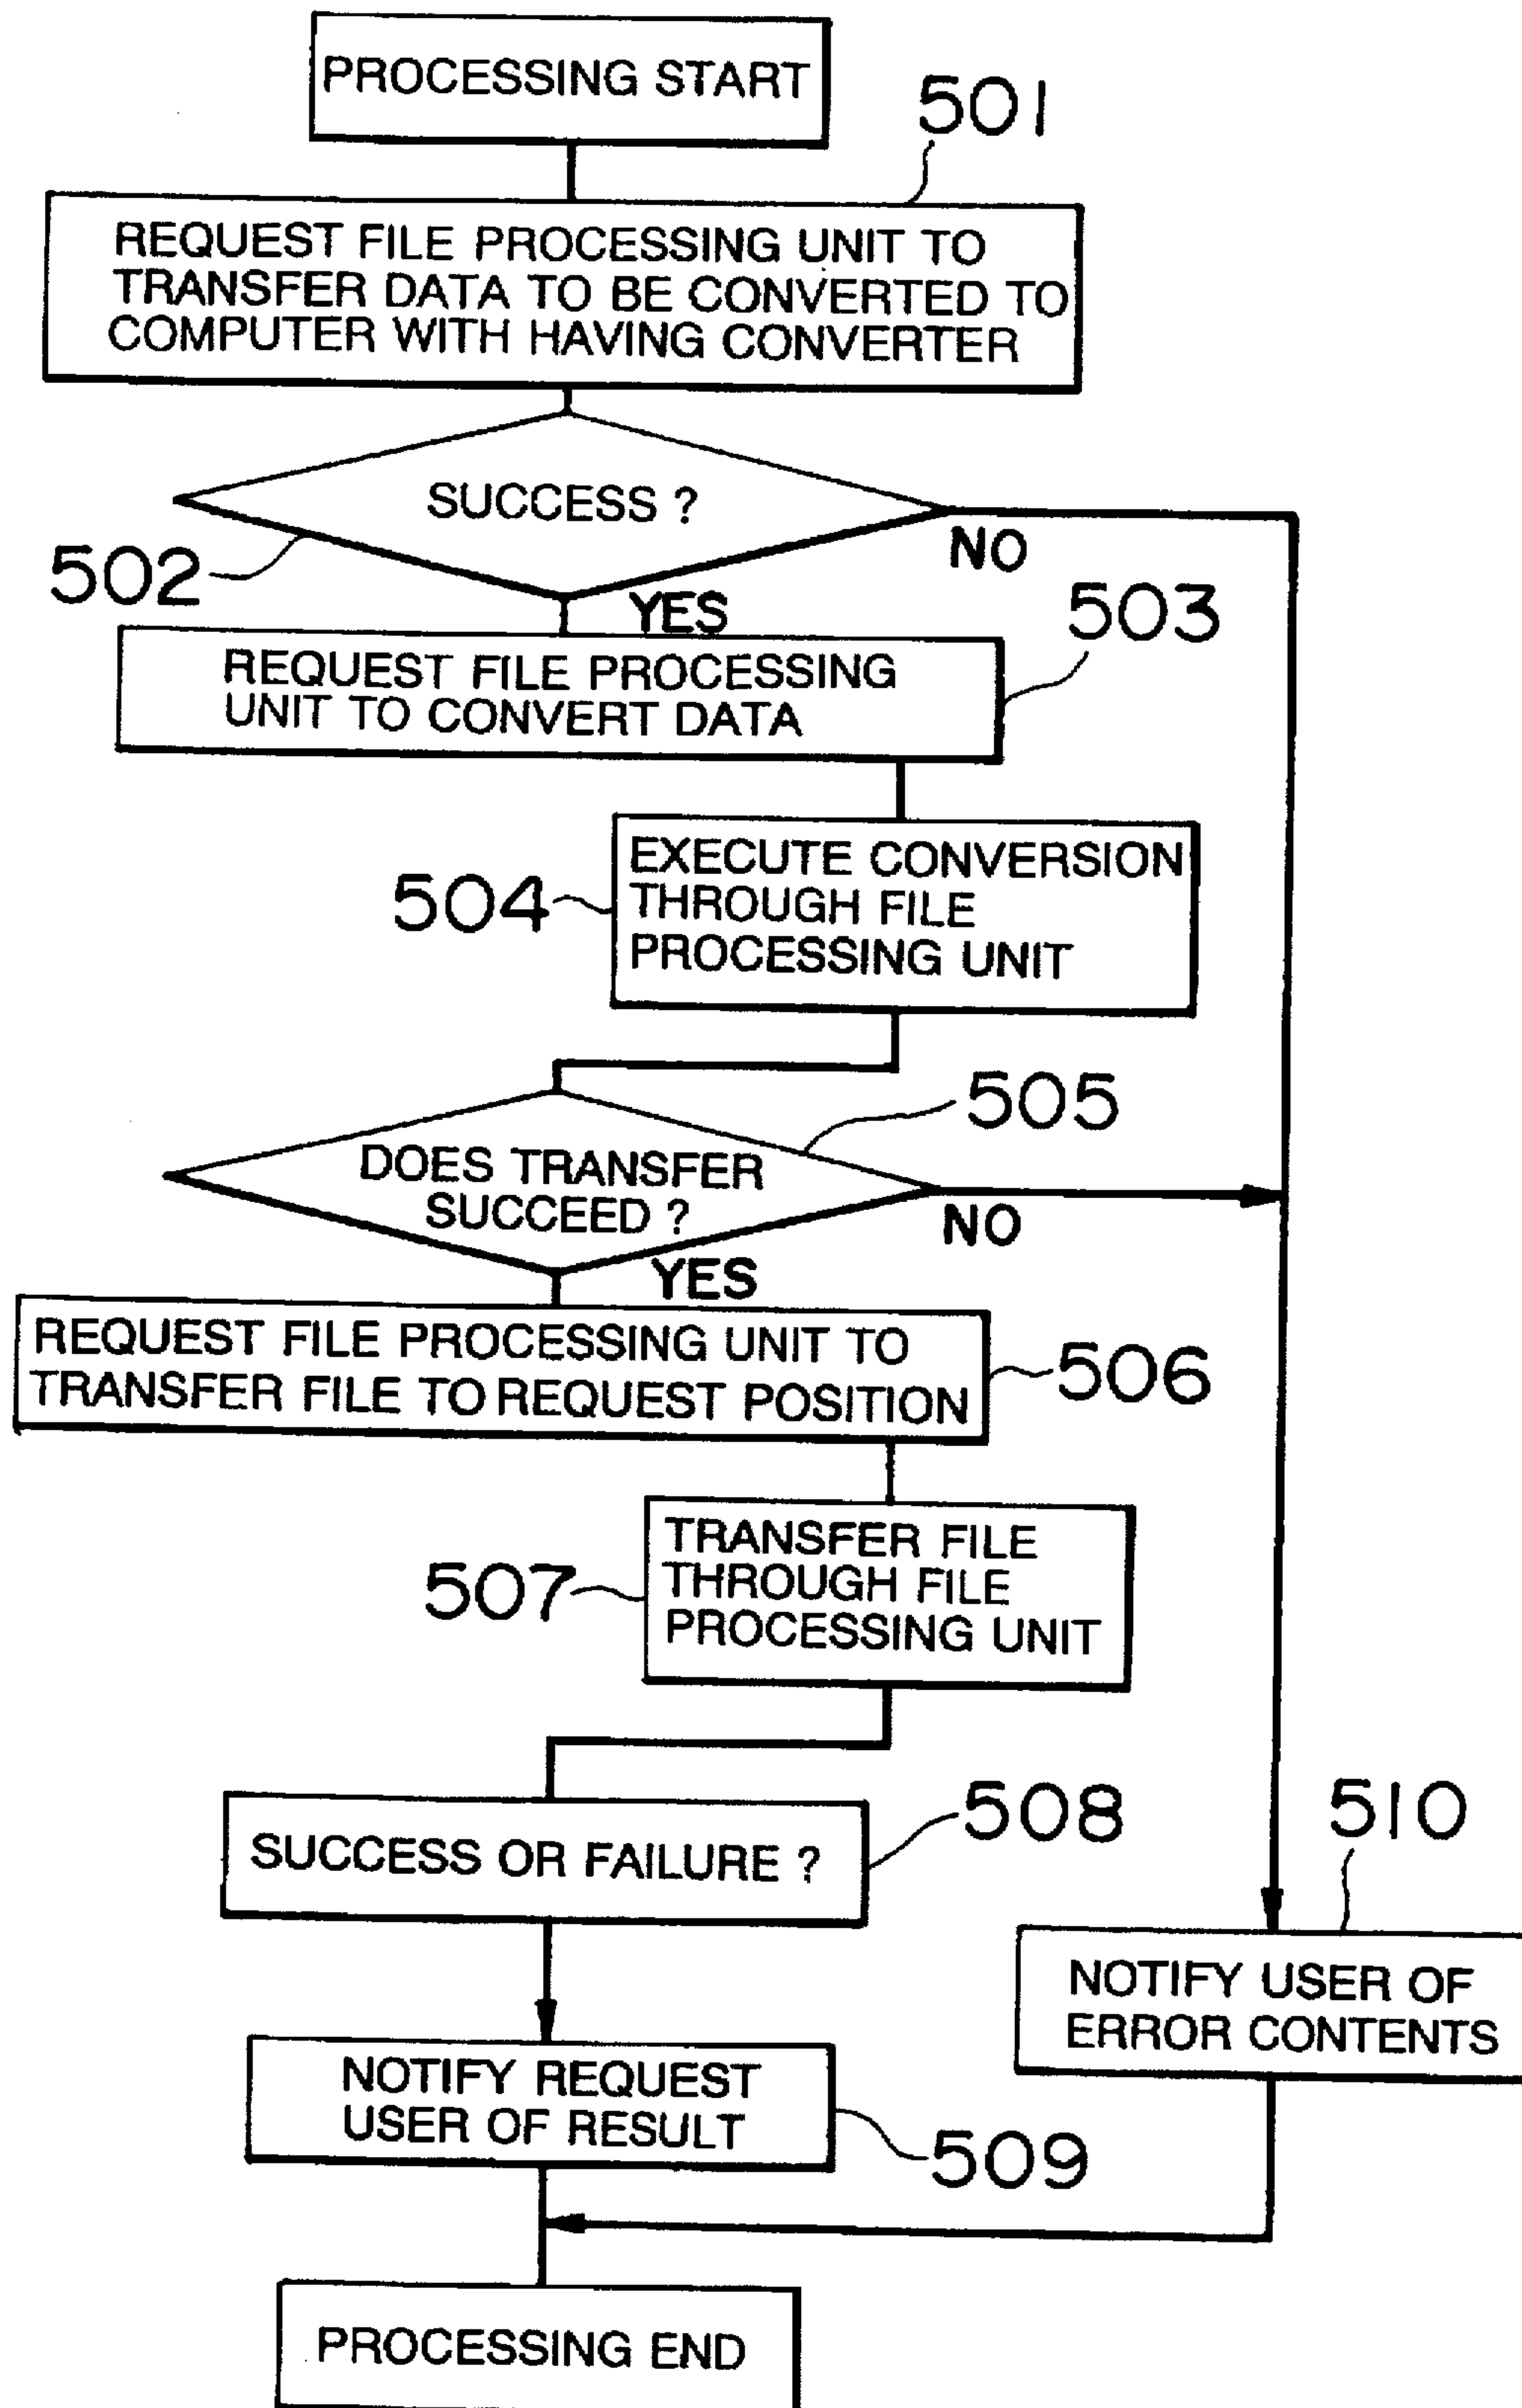 PROCESSING START
501
REQUEST FILE PROCESSING UNIT TO
TRANSFER DATA TO BE CONVERTED TO
COMPUTER WITH HAVING CONVERTER
SUCCESS ?
NO
502
YES
503
REQUEST FILE PROCESSING
UNIT TO CONVERT DATA
504
EXECUTE CONVERSION
THROUGH FILE
PROCESSING UNIT
505
DOES TRANSFER
SUCCEED ?
NO
YES
REQUEST FILE PROCESSING UNIT TO
TRANSFER FILE TO REQUEST POSITION
506
507
TRANSFER FILE
THROUGH FILE
PROCESSING UNIT
508
SUCCESS OR FAILURE ?
510
NOTIFY USER OF
ERROR CONTENTS
NOTIFY REQUEST
USER OF RESULT
509
PROCESSING END